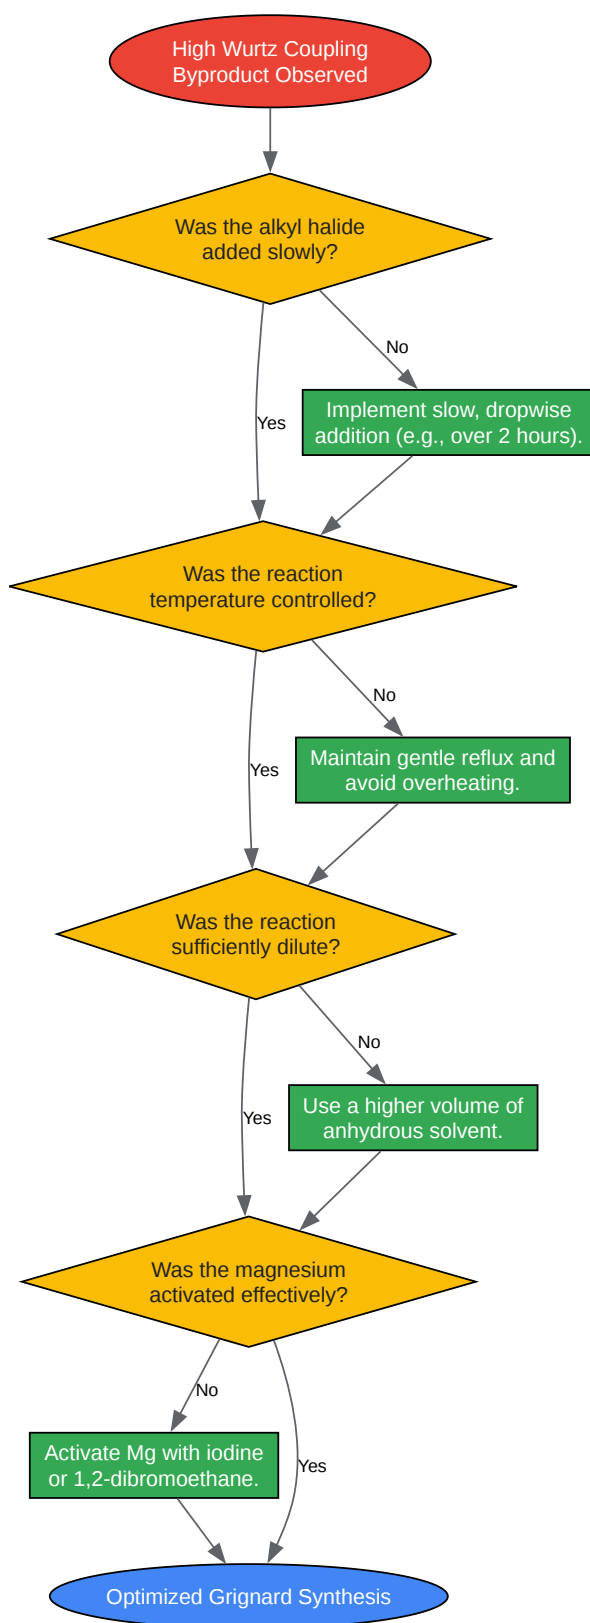 High Wurtz Coupling
Byproduct Observed
Was the alkyl halide
added slowly?
No
Implement slow, dropwise
addition (e.g., over 2 hours).
Yes
Was the reaction
temperature controlled?
No
Maintain gentle reflux and
avoid overheating.
Yes
Was the reaction
sufficiently dilute?
No
Use a higher volume of
anhydrous solvent.
Yes
Was the magnesium
activated effectively?
No
Activate Mg with iodine
or 1,2-dibromoethane.
Yes
Optimized Grignard Synthesis